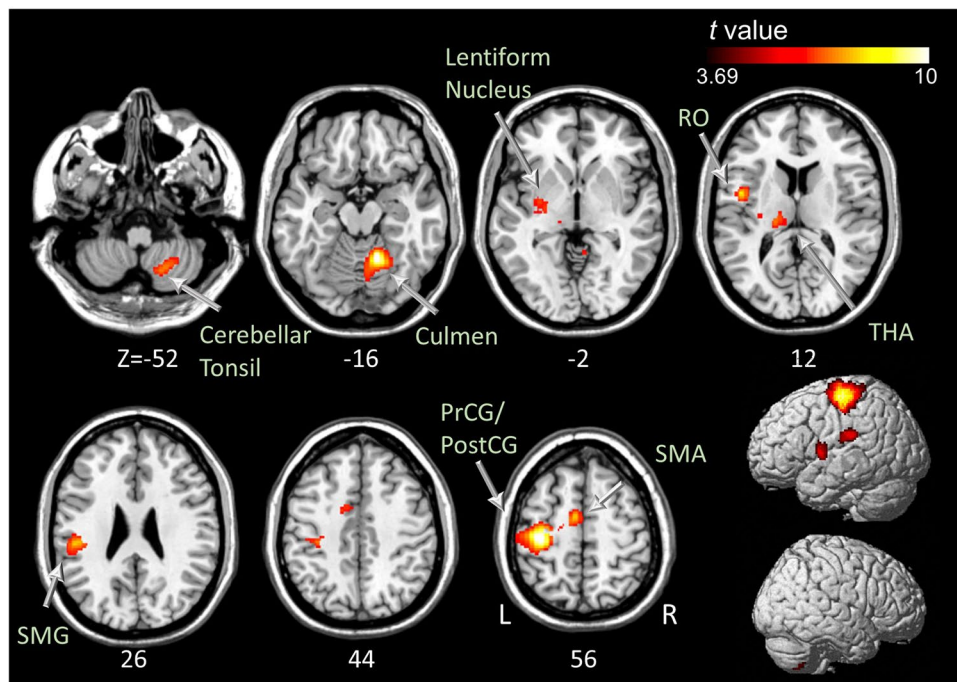 t value
3.69 10
Lentiform
Nucleus
RO
Cerebellar
Tonsil
Culmen
THA
Z=-52 -16 -2 12
PrCG/
PostCG
SMA
SMG
L R
26 44 56